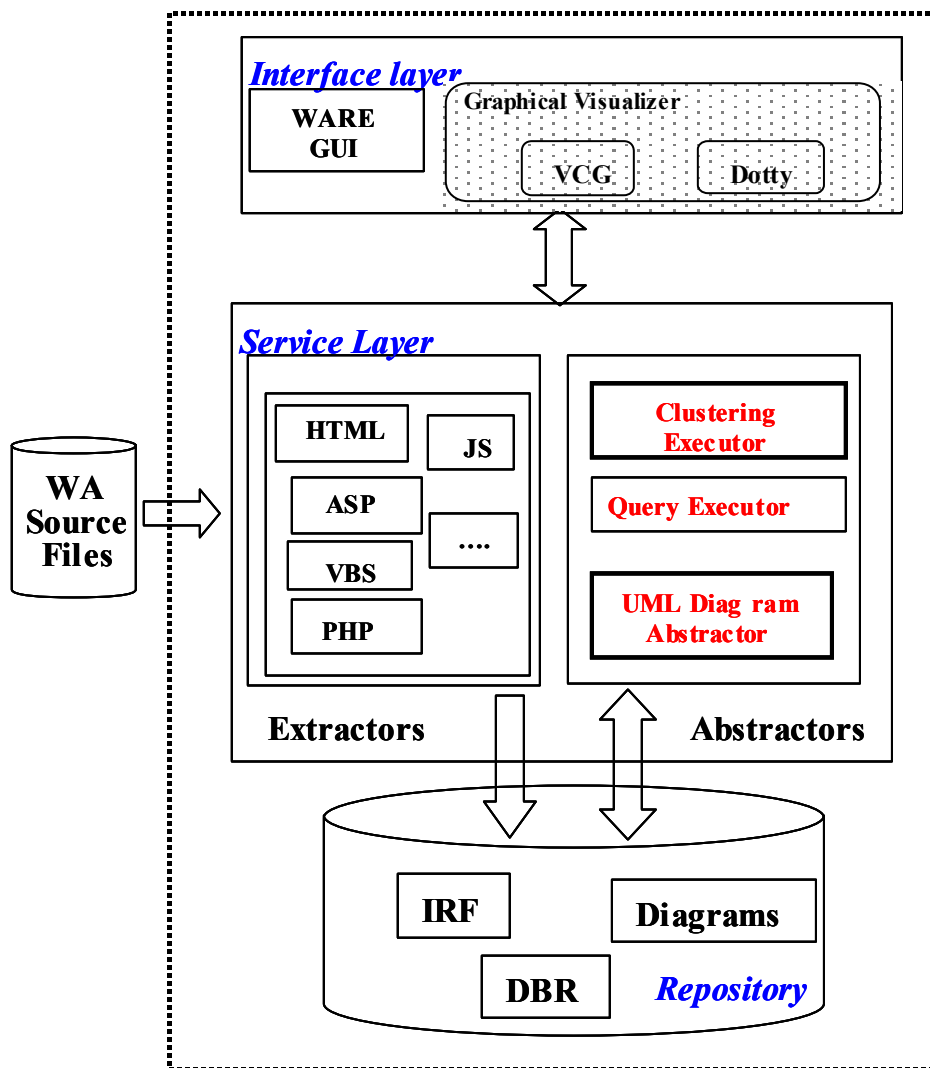 Interface layer
WARE
GUI
Graphical Visualizer
VCG
Dotty
Service Layer
WA
Source
Files
HTML
JS
ASP
....
VBS
PHP
Clustering
Executor
Query Executor
UML Diag ram
Abstractor
Extractors
Abstractors
IRF
Diagrams
DBR
Repository